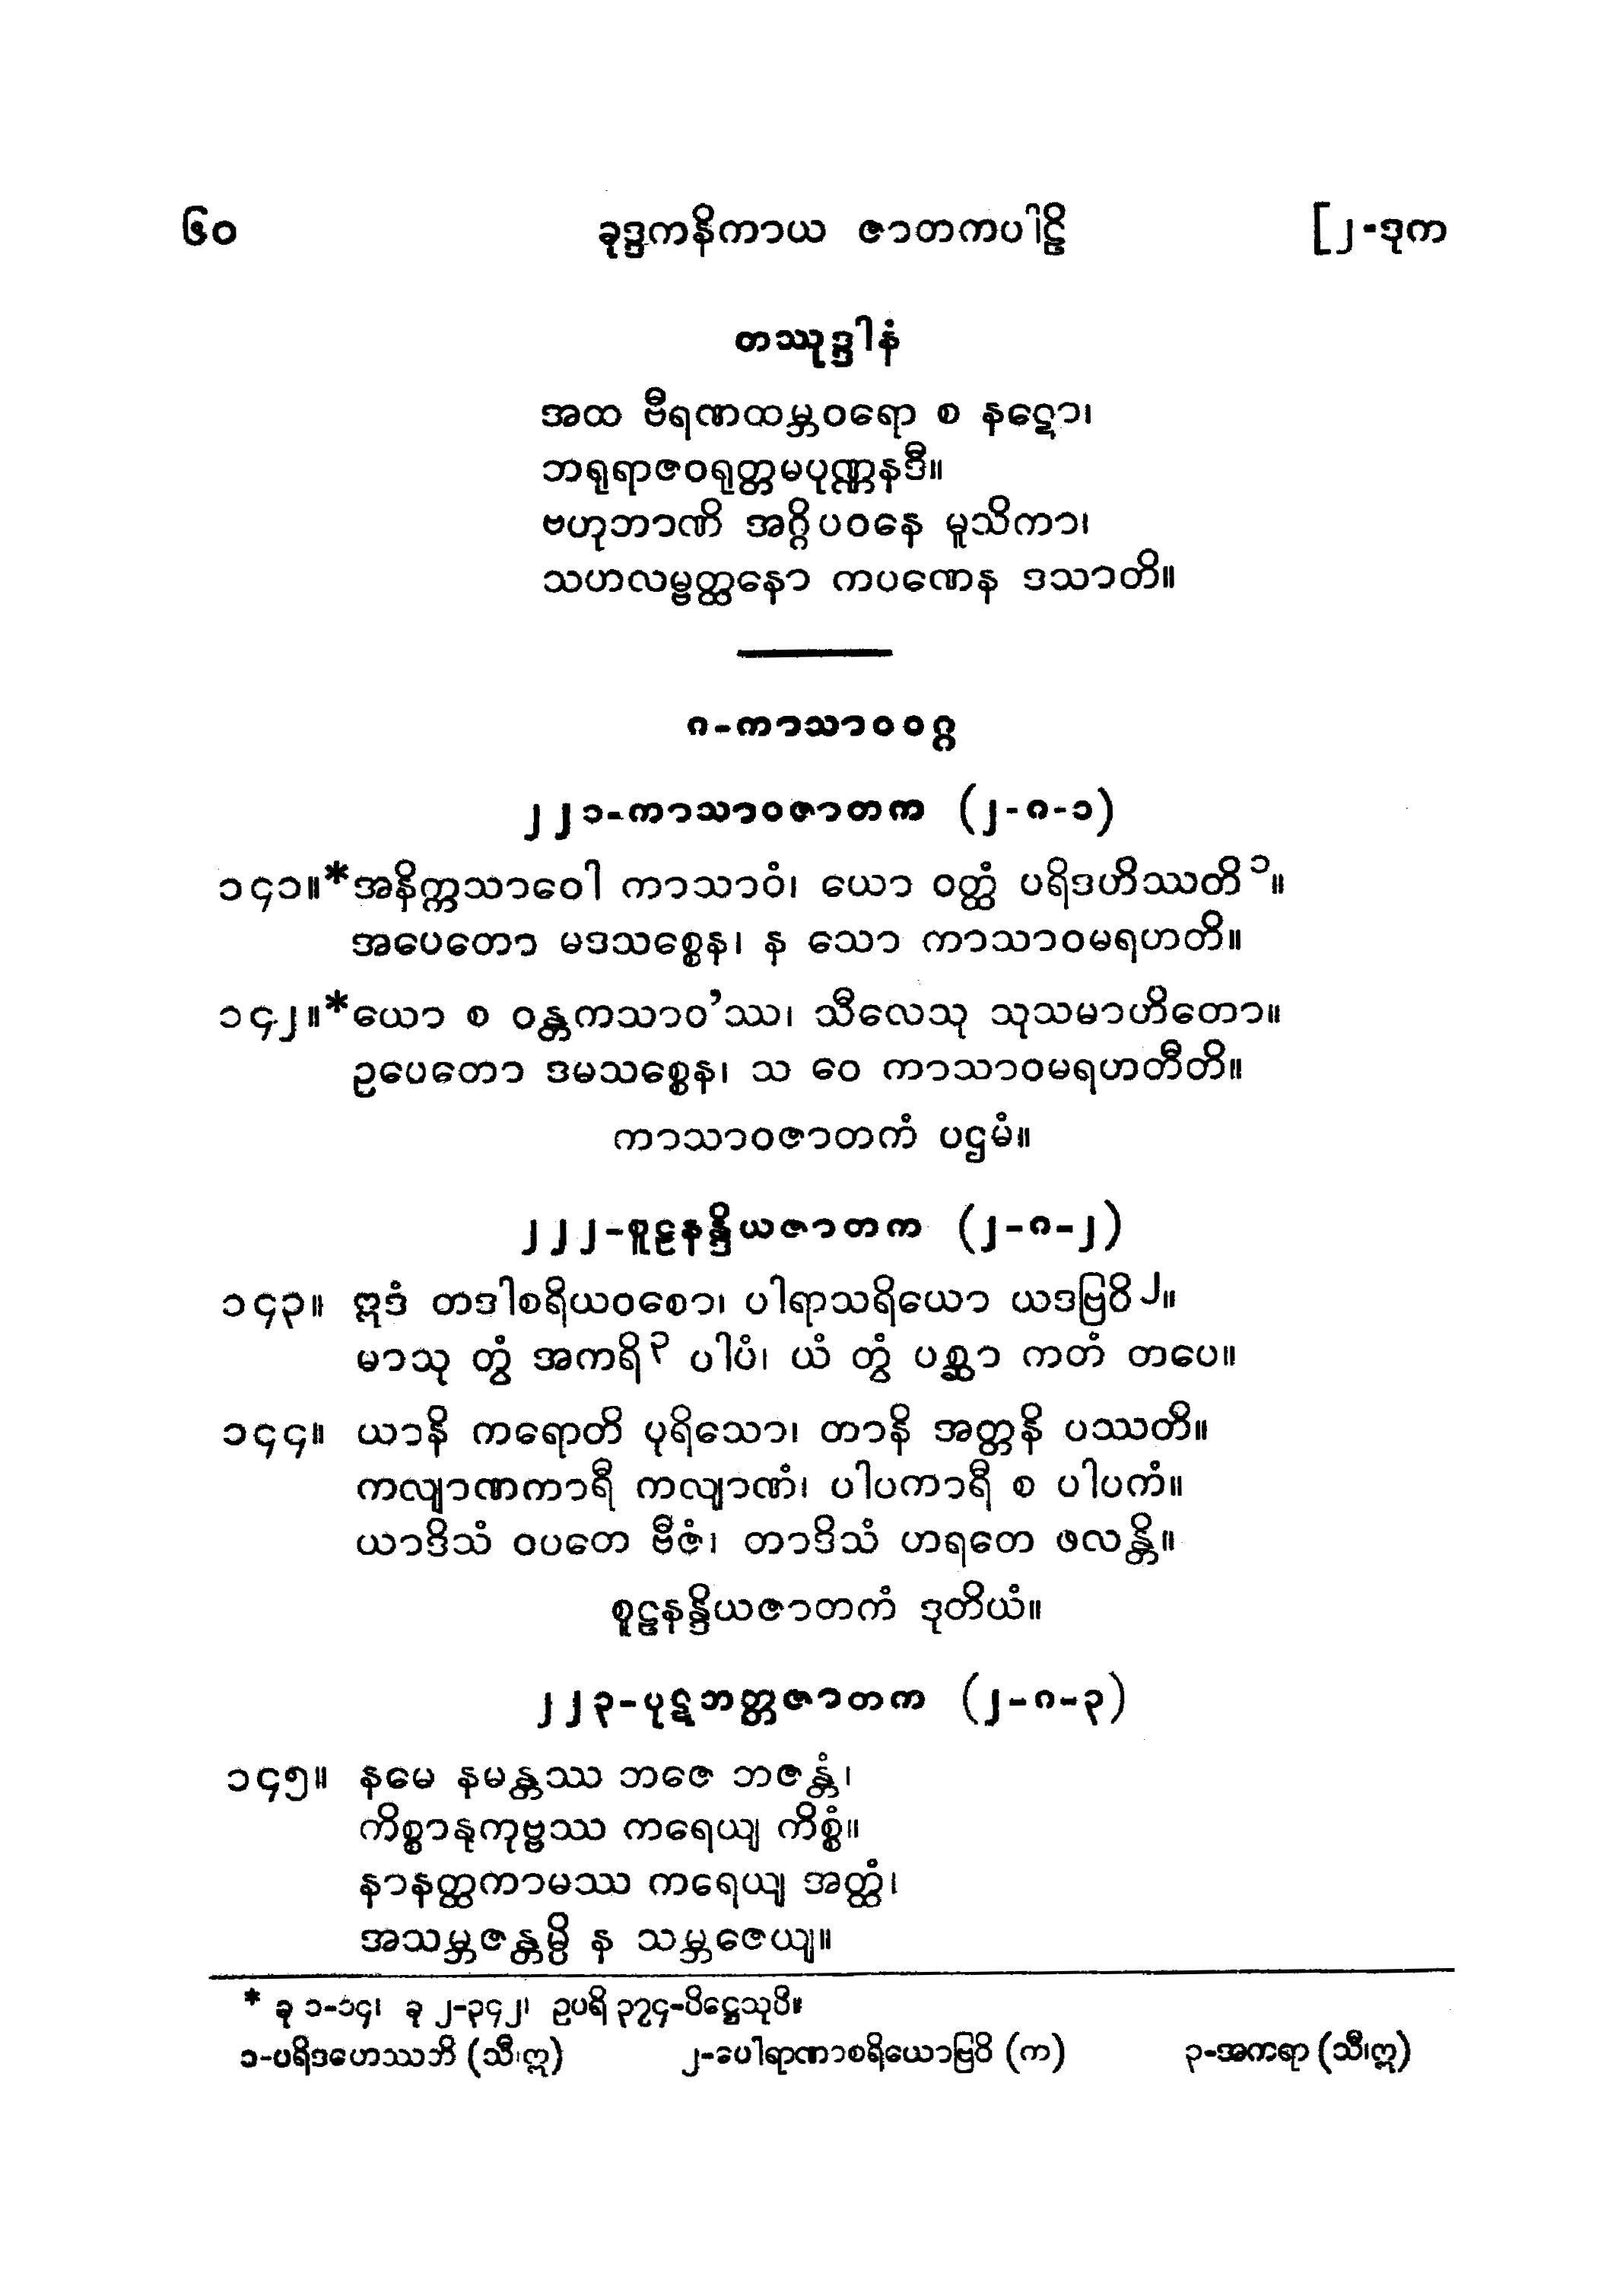 ၆၀ ခုဒ္ဒကနိကာယ ဇာတကပါဠိ [၂-ဒုက
တဿုဒ္ဒါနံ
အထ ဗီရဏထမ္ဘဝရော စ နဋော၊
ဘရုရာဇဝရုတ္တမပုဏ္ဏနဒီ။
ဗဟုဘာဏိ အဂ္ဂိပဝနေ မူသိကာ၊
သဟလမ္ဗတ္ထနော ကပဏေန ဒသာတိ။
၈-ကာသာဝဝဂ္ဂ
၂၂၁-ကာသာဝဇာတက (၂-၈-၁)
၁၄၁။*အနိက္ကသာဝေါ ကာသာဝံ၊ ယော ဝတ္ထံ ပရိဒဟိဿတိ ၁။
အပေတော မဒသစ္စေန၊ န သော ကာသာဝမရဟတိ။
၁၄၂။*ယော စ ဝန္တကသာဝ’ဿ၊ သီလေသု သုသမာဟိတော။
ဥပေတော ဒမသစ္စေန၊ သ ဝေ ကာသာဝမရဟတီတိ။
ကာသာဝဇာတကံ ပဌမံ။
၂၂၂-စူဠနန္ဒိယဇာတက (၂-၈-၂)
၁၄၃။ ဣဒံ တဒါစရိယဝစော၊ ပါရာသရိယော ယဒဗြဝိ ၂။
မာသု တွံ အကရိ ၃ ပါပံ၊ ယံ တွံ ပစ္ဆာ ကတံ တပေ။
၁၄၄။ ယာနိ ကရောတိ ပုရိသော၊ တာနိ အတ္တနိ ပဿတိ။
ကလျာဏကာရီ ကလျာဏံ၊ ပါပကာရီ စ ပါပကံ။
ယာဒိသံ ဝပတေ ဗီဇံ၊ တာဒိသံ ဟရတေ ဖလန္တိ။
စူဠနန္ဒိယဇာတကံ ဒုတိယံ။
၂၂၃-ပုဋဘတ္တဇာတက (၂-၈-၃)
၁၄၅။ နမေ နမန္တဿ ဘဇေ ဘဇန္တံ၊
ကိစ္စာနုကုဗ္ဗဿ ကရေယျ ကိစ္စံ။
နာနတ္ထကာမဿ ကရေယျ အတ္ထံ၊
အသမ္ဘဇန္တမ္ပိ န သမ္ဘဇေယျ။
* ခု ၁-၁၄၊ ခု ၂-၃၄၂၊ ဥပရိ ၃၇၄-ပိဋ္ဌေသုပိ။
၁-ပရိဒဟေဿဘိ (သီ၊ဣ) ၂-ပေါရာဏာစရိယောဗြဝိ (က) ၃-အကရာ (သီ၊ဣ)